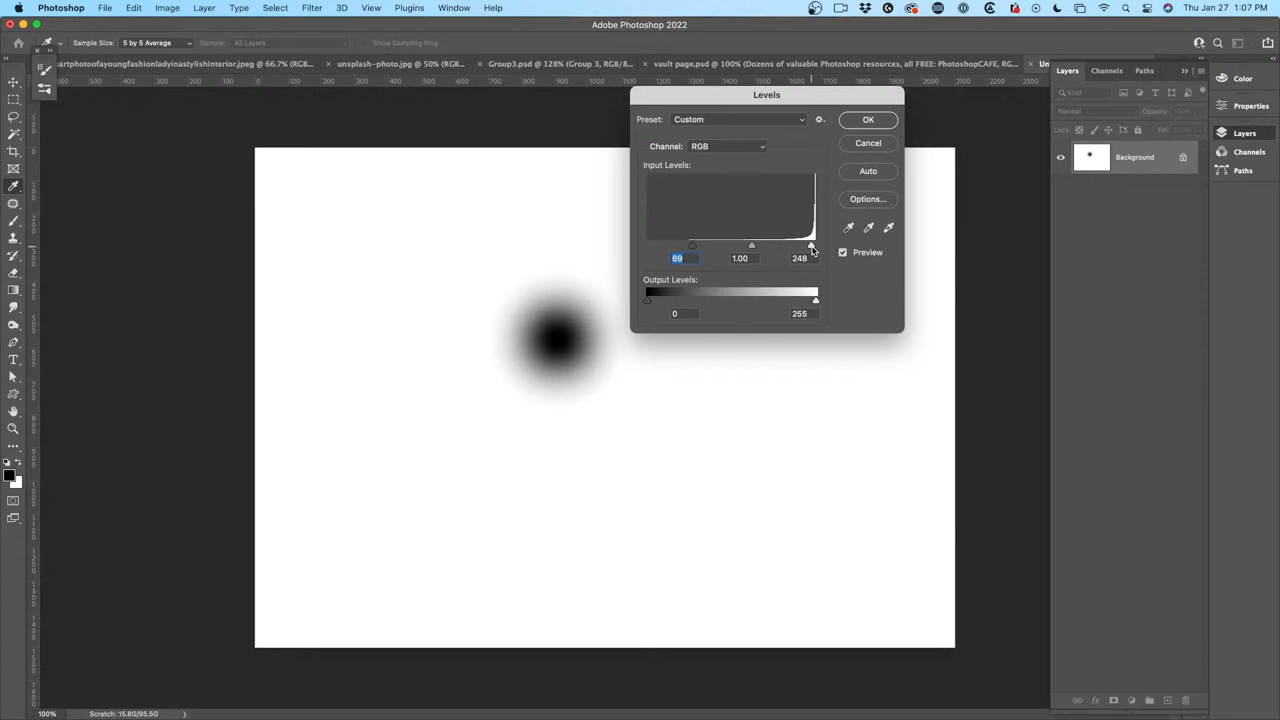 Photoshop File Edit Image Layer Type Select Filter 3D View Plugins Window Help Thu Jan 27 1:07 PM
Adobe Photoshop 2022
Sample Size: 5 by 5 Average Sample: All Layers Show Sampling Ring
artphotoofayoungfashionladyinastylishinterior.jpeg @ 66.7% (RGB... × unsplash-photo.jpg @ 50% (RGB/8... × Group3.psd @ 128% (Group 3, RGB/8... × vault page.psd @ 100% (Dozens of valuable Photoshop resources, all FREE: PhotoshopCAFE, RG... ×
Levels
Preset: Custom
OK
Channel: RGB
Cancel
Input Levels:
Auto
Options...
69 1.00 248
Preview
Output Levels:
0 255
Layers Channels Paths
Kind
Normal Opacity: 100%
Lock: Fill: 100%
Background
Color
Properties
Layers
Channels
Paths
100% Scratch: 15.8G/95.5G